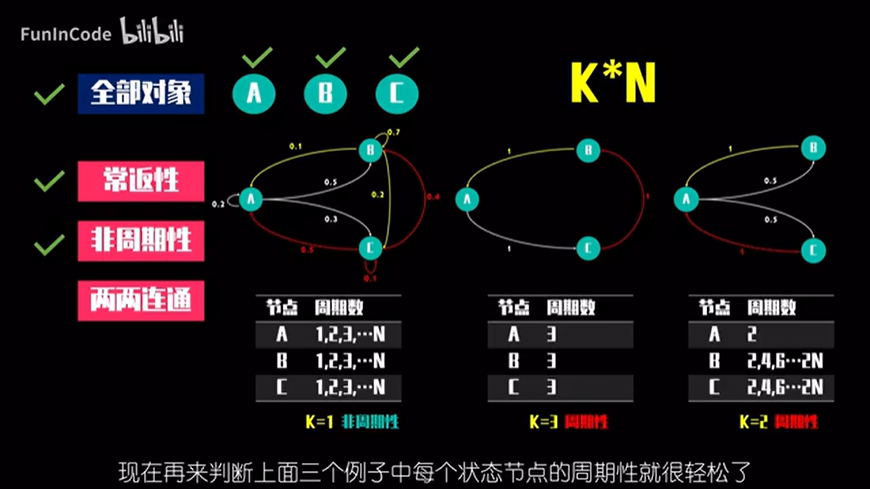 FunInCode bilibili
全部对象 A B C
K*N
常返性
非周期性
两两连通
0.1
0.7
B
0.5
0.2
0.4
0.2
A
0.3
0.5
C
0.1
1
B
A
1
1
C
1
B
0.5
A
0.5
1
C
节点 周期数
A 1,2,3,…N
B 1,2,3,…N
C 1,2,3,…N
K=1 非周期性
节点 周期数
A 3
B 3
C 3
K=3 周期性
节点 周期数
A 2
B 2,4,6…2N
C 2,4,6…2N
K=2 周期性
现在再来判断上面三个例子中每个状态节点的周期性就很轻松了